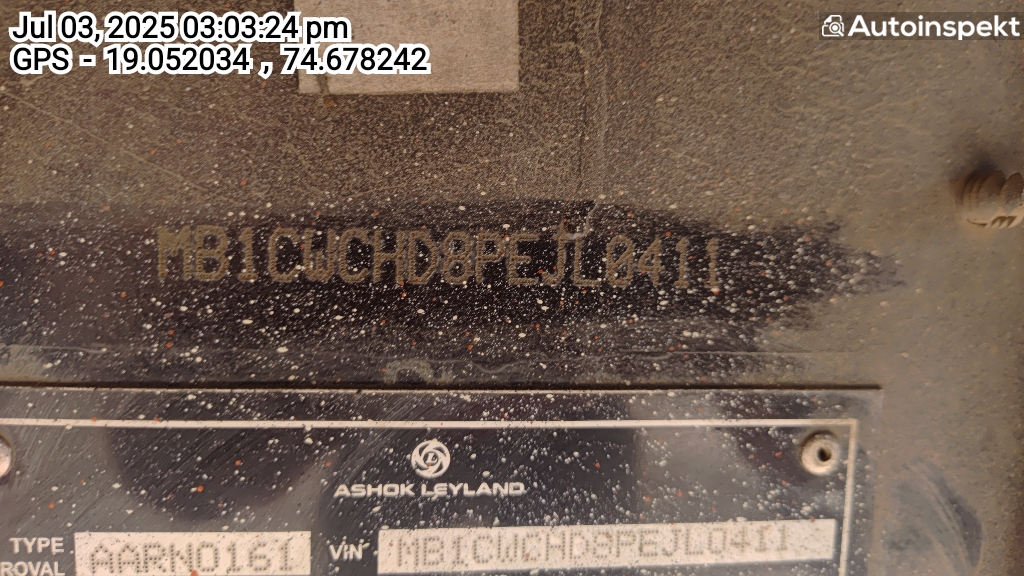 Jul 03, 2025 03:03:24 pm
GPS - 19.052034 , 74.678242
Autoinspekt
MB1CWCHD8PEJL0411
ASHOK LEYLAND
TYPE AARNO161 VIN MB1CWCHD8PEJL0411
ROVAL